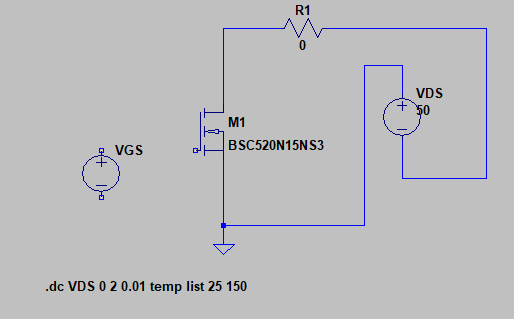 R1
0
VDS
50
M1
BSC520N15NS3
VGS
.dc VDS 0 2 0.01 temp list 25 150